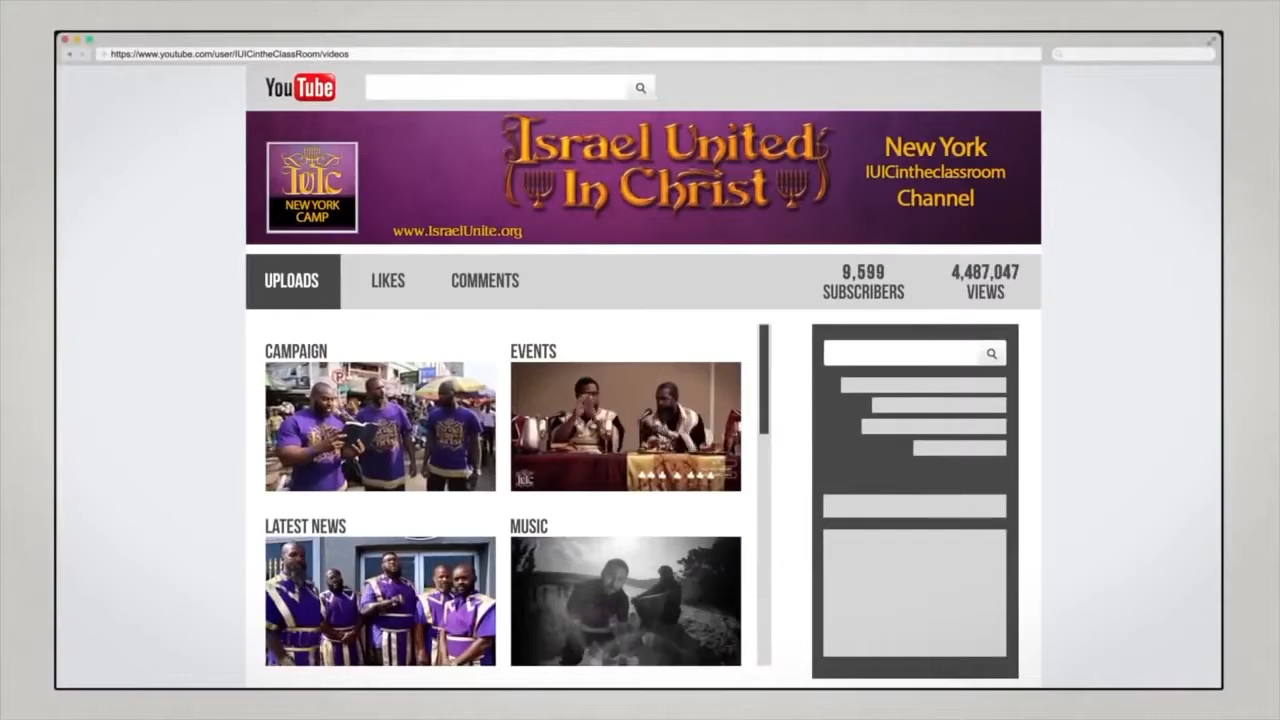 https://www.youtube.com/user/IUICintheClassRoom/videos
YouTube
Israel United
In Christ
IUIC
NEW YORK
CAMP
www.IsraelUnite.org
New York
IUICintheclassroom
Channel
UPLOADS
LIKES
COMMENTS
9,599
SUBSCRIBERS
4,487,047
VIEWS
CAMPAIGN
EVENTS
IUIC
LATEST NEWS
MUSIC